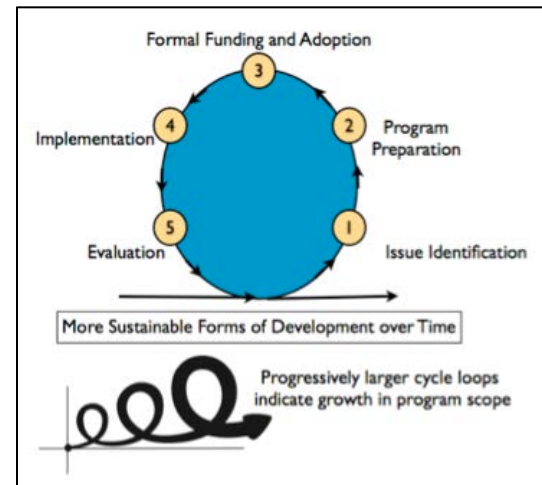 Formal Funding and Adoption
3
4
2
Implementation
Program
Preparation
5
1
Evaluation
Issue Identification
More Sustainable Forms of Development over Time
Progressively larger cycle loops
indicate growth in program scope